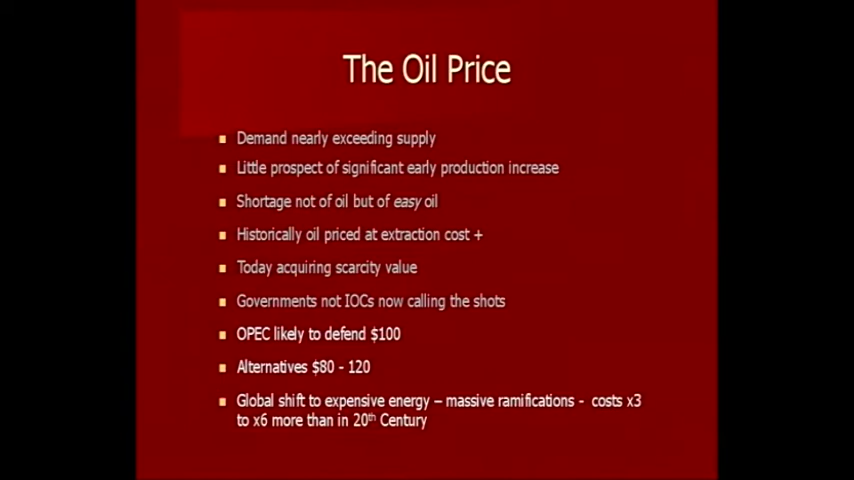 The Oil Price
Demand nearly exceeding supply
Little prospect of significant early production increase
Shortage not of oil but of easy oil
Historically oil priced at extraction cost +
Today acquiring scarcity value
Governments not IOCs now calling the shots
OPEC likely to defend $100
Alternatives $80 - 120
Global shift to expensive energy – massive ramifications - costs x3
to x6 more than in 20th Century